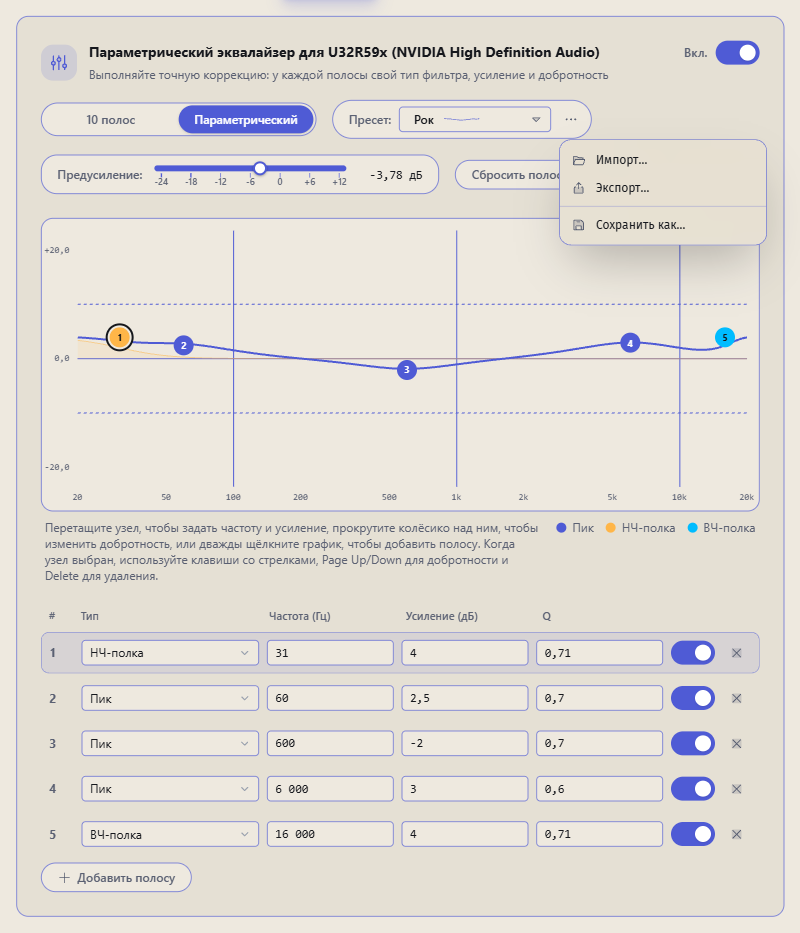 Параметрический эквалайзер для U32R59x (NVIDIA High Definition Audio)
Вкл.
Выполняйте точную коррекцию: у каждой полосы свой тип фильтра, усиление и добротность
10 полос
Параметрический
Пресет:
Рок
...
Импорт...
Экспорт...
Сохранить как...
Предусиление:
-24 -18 -12 -6 0 +6 +12
-3,78 дБ
Сбросить
+20,0
0,0
-20,0
1
2
3
4
5
20 50 100 200 500 1k 2k 5k 10k 20k
Перетащите узел, чтобы задать частоту и усиление, прокрутите колёсико над ним, чтобы
изменить добротность, или дважды щёлкните график, чтобы добавить полосу. Когда
узел выбран, используйте клавиши со стрелками, Page Up/Down для добротности и
Delete для удаления.
Пик
НЧ-полка
ВЧ-полка
# Тип Частота (Гц) Усиление (дБ) Q
1 НЧ-полка 31 4 0,71
2 Пик 60 2,5 0,7
3 Пик 600 -2 0,7
4 Пик 6 000 3 0,6
5 ВЧ-полка 16 000 4 0,71
+ Добавить полосу